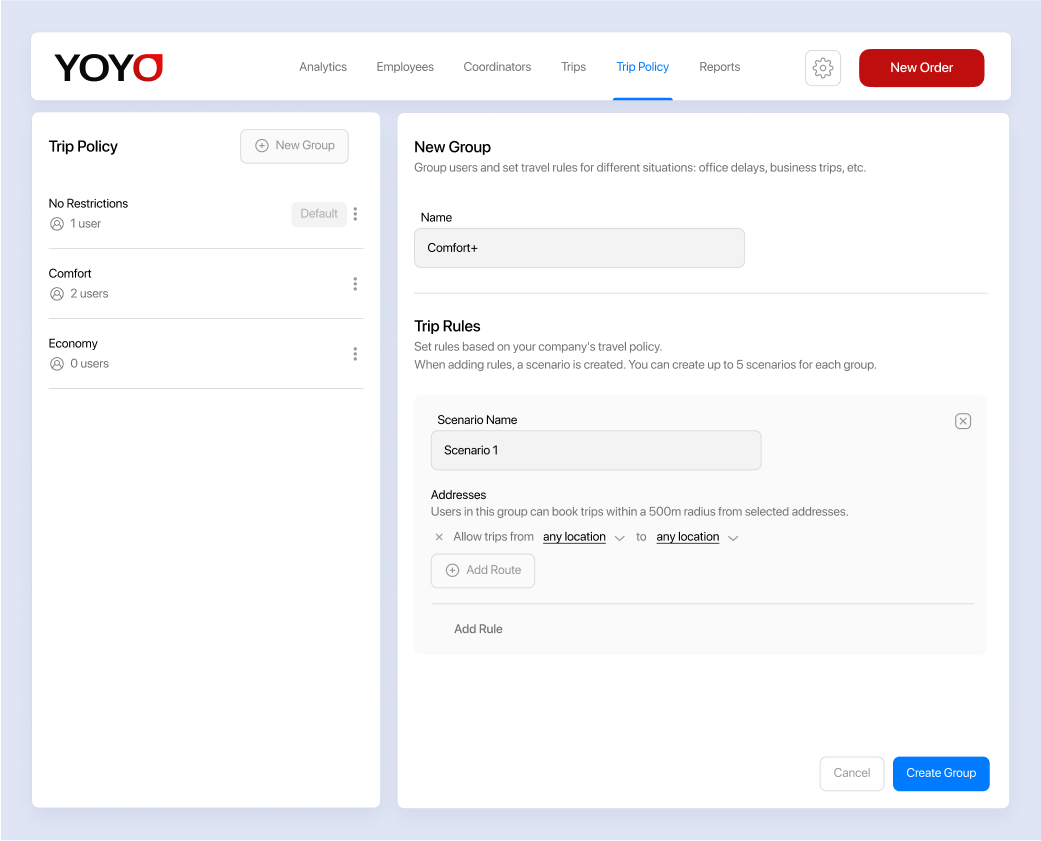 YOYO
Analytics
Employees
Coordinators
Trips
Trip Policy
Reports
New Order
Trip Policy
New Group
No Restrictions
1 user
Default
Comfort
2 users
Economy
0 users
New Group
Group users and set travel rules for different situations: office delays, business trips, etc.
Name
Comfort+
Trip Rules
Set rules based on your company's travel policy.
When adding rules, a scenario is created. You can create up to 5 scenarios for each group.
Scenario Name
Scenario 1
Addresses
Users in this group can book trips within a 500m radius from selected addresses.
Allow trips from any location to any location
Add Route
Add Rule
Cancel
Create Group